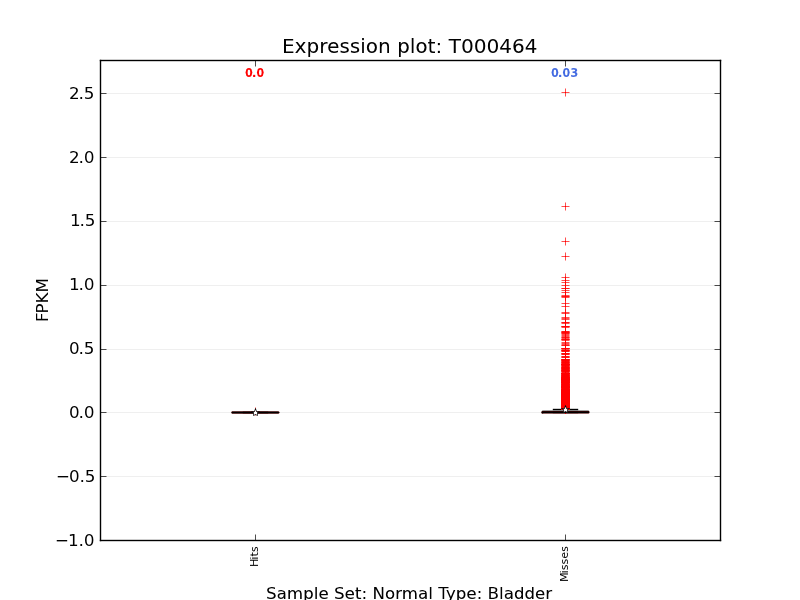 Expression plot: T000464
0.0 0.03
2.5
2.0
1.5
1.0
0.5
0.0
−0.5
−1.0
FPKM
Hits Misses
Sample Set: Normal Type: Bladder